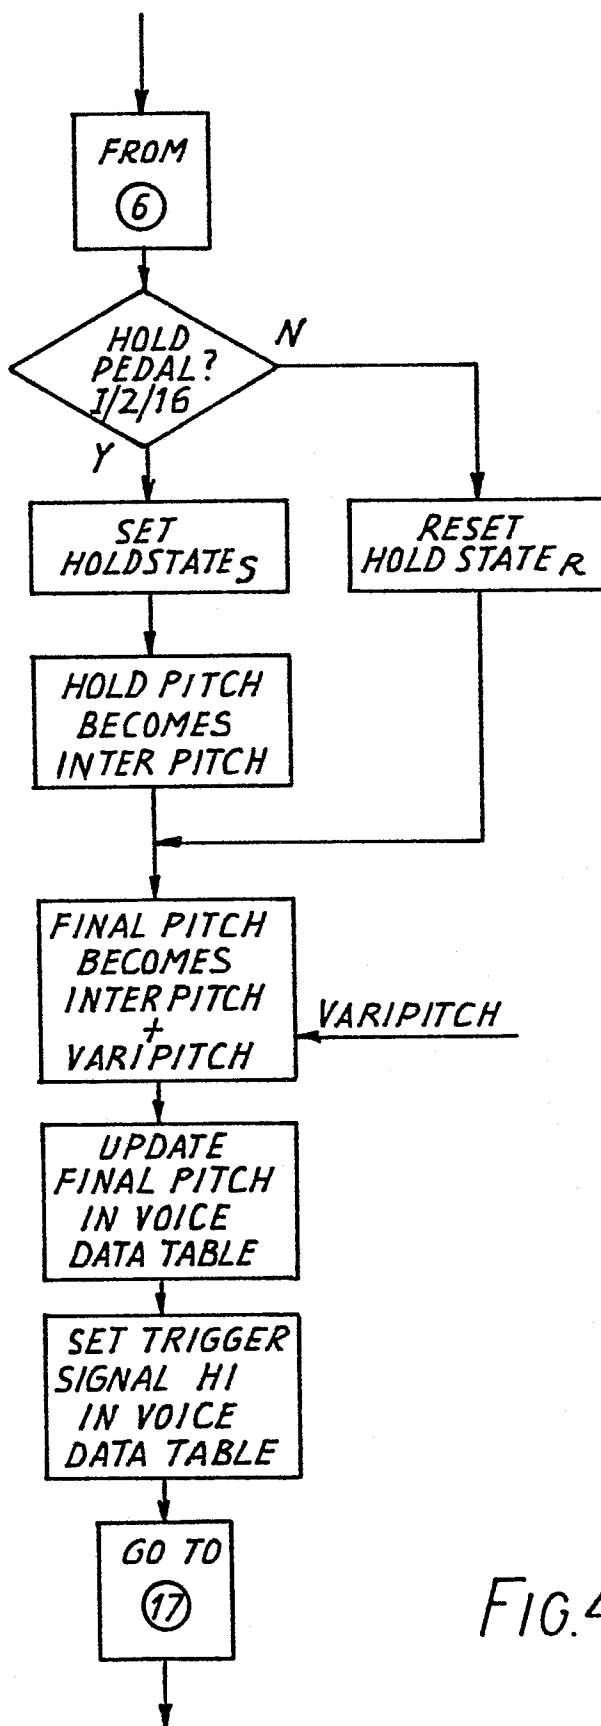 FROM
6
HOLD
PEDAL?
I/2/16
N
Y
SET
HOLDSTATE S
RESET
HOLD STATE R
HOLD PITCH
BECOMES
INTER PITCH
FINAL PITCH
BECOMES
INTERPITCH
+
VARIPITCH
VARIPITCH
UPDATE
FINAL PITCH
IN VOICE
DATA TABLE
SET TRIGGER
SIGNAL HI
IN VOICE
DATA TABLE
GO TO
17
FIG.4